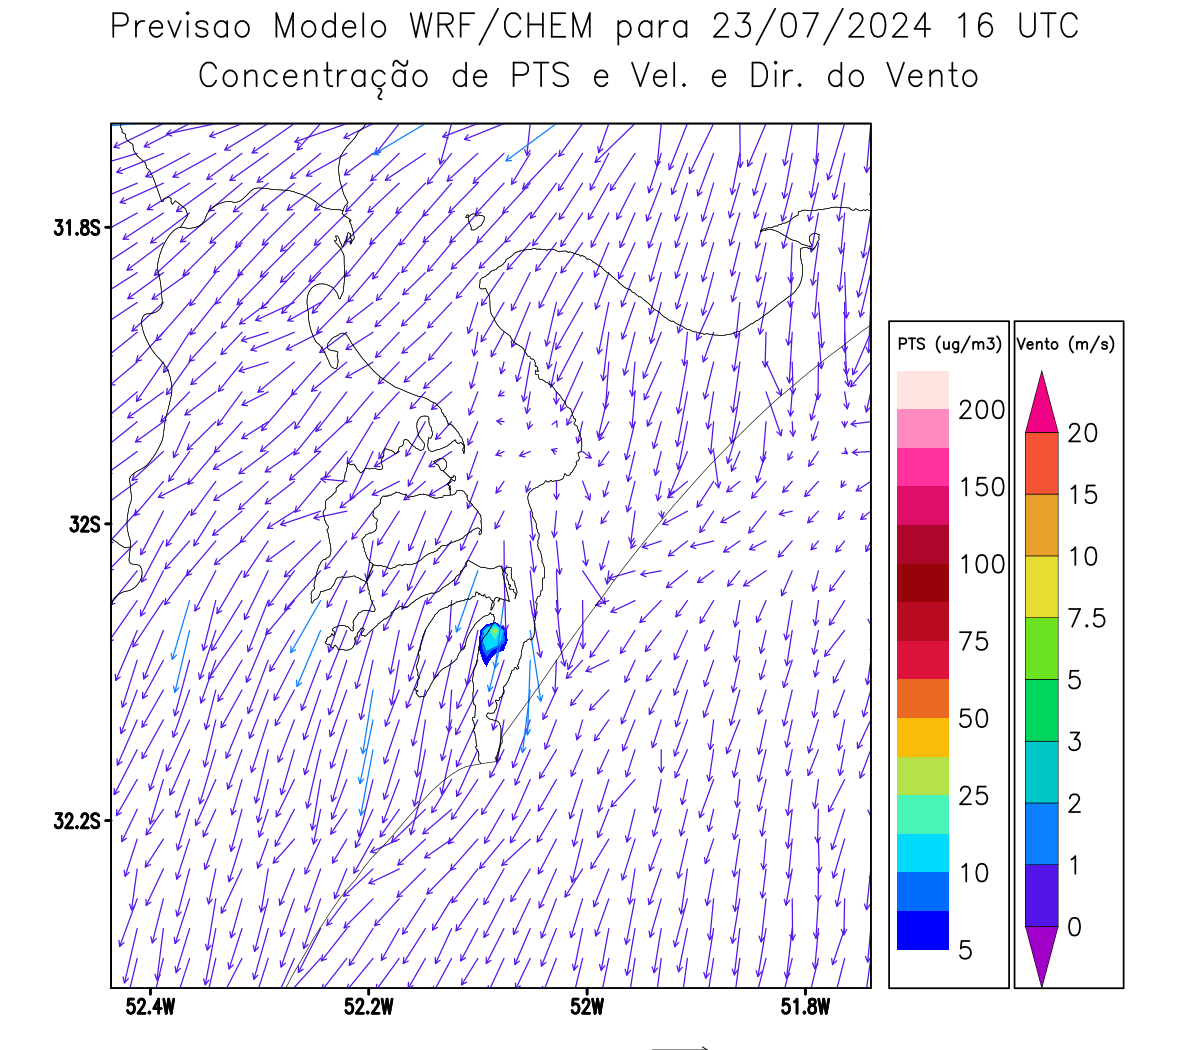 Previsao Modelo WRF/CHEM para 23/07/2024 16 UTC
Concentração de PTS e Vel. e Dir. do Vento
31.8S
32S
32.2S
52.4W
52.2W
52W
51.8W
PTS (ug/m3)
200
150
100
75
50
25
10
5
Vento (m/s)
20
15
10
7.5
5
3
2
1
0